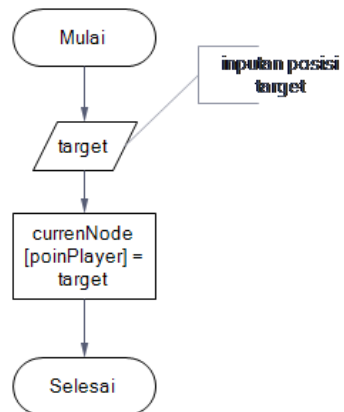 Mulai
inputan posisi
target
target
currenNode
[poinPlayer] =
target
Selesai